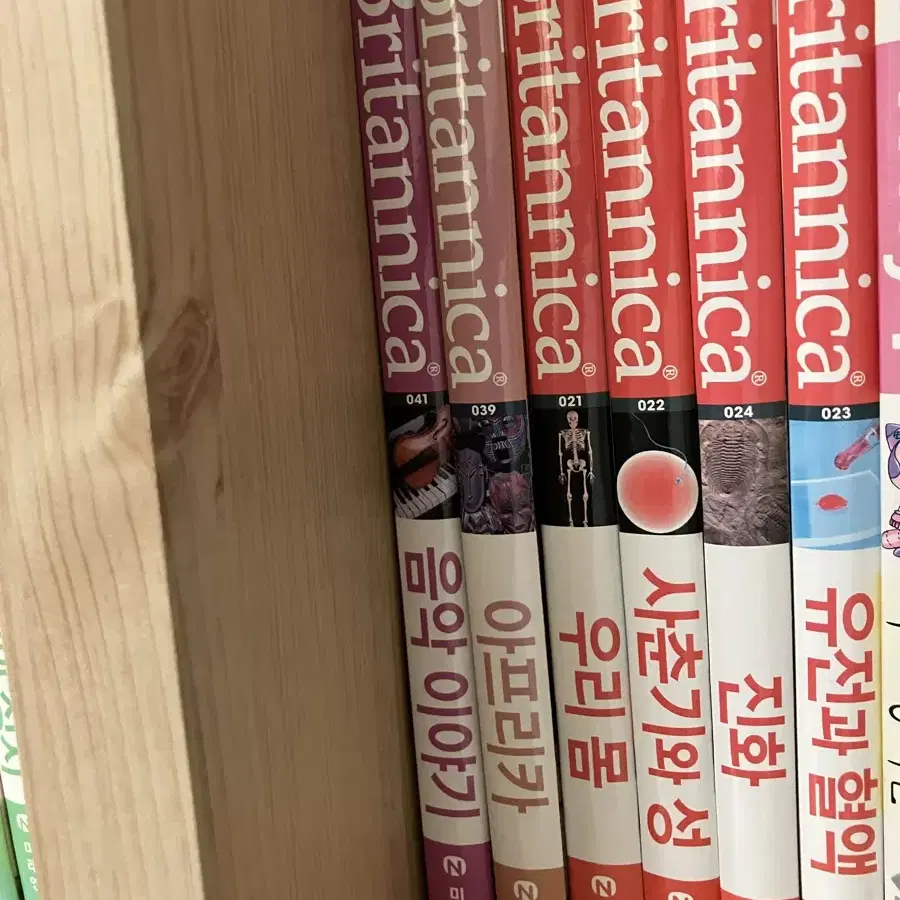 Britannica®
041
음악 이야기
Britannica®
039
아프리카
Britannica®
021
우리 몸
Britannica®
022
사춘기와 성
Britannica®
024
진화
Britannica®
023
유전과 혈액